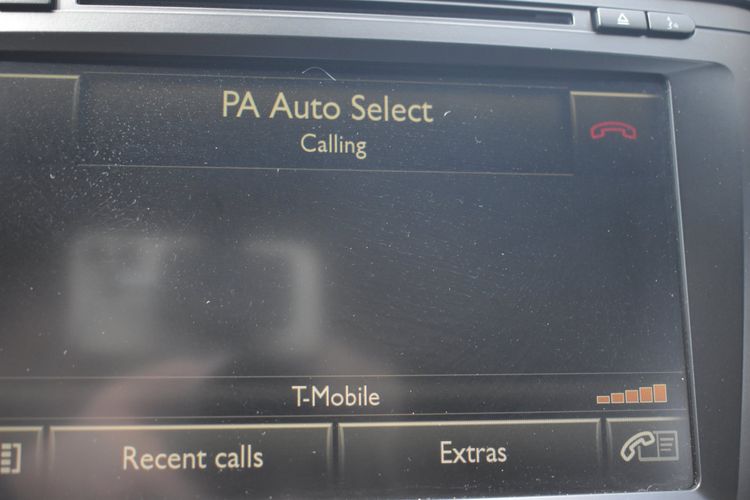 PA Auto Select
Calling
T-Mobile
Recent calls
Extras